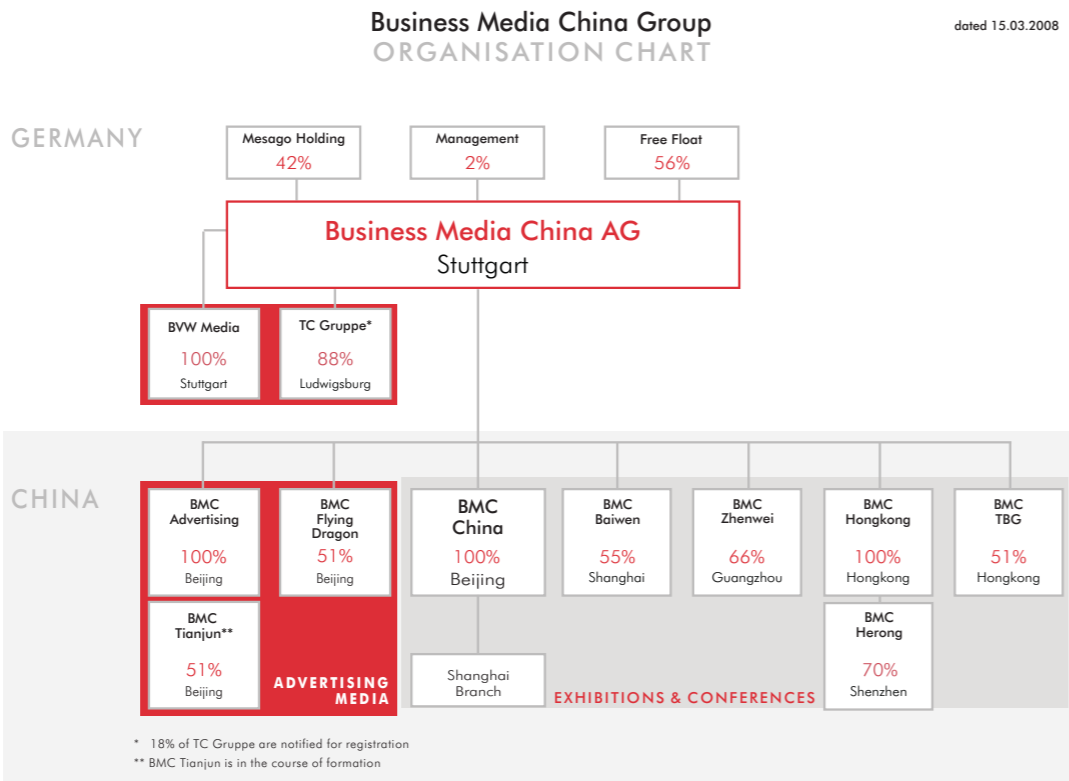 Business Media China Group
ORGANISATION CHART
dated 15.03.2008
GERMANY
Mesago Holding
42%
Management
2%
Free Float
56%
Business Media China AG
Stuttgart
BVW Media
100%
Stuttgart
TC Gruppe*
88%
Ludwigsburg
CHINA
BMC
Advertising
100%
Beijing
BMC
Flying
Dragon
51%
Beijing
BMC
China
100%
Beijing
BMC
Baiwen
55%
Shanghai
BMC
Zhenwei
66%
Guangzhou
BMC
Hongkong
100%
Hongkong
BMC
TBG
51%
Hongkong
BMC
Tianjun**
51%
Beijing
ADVERTISING
MEDIA
Shanghai
Branch
EXHIBITIONS & CONFERENCES
BMC
Herong
70%
Shenzhen
* 18% of TC Gruppe are notified for registration
** BMC Tianjun is in the course of formation